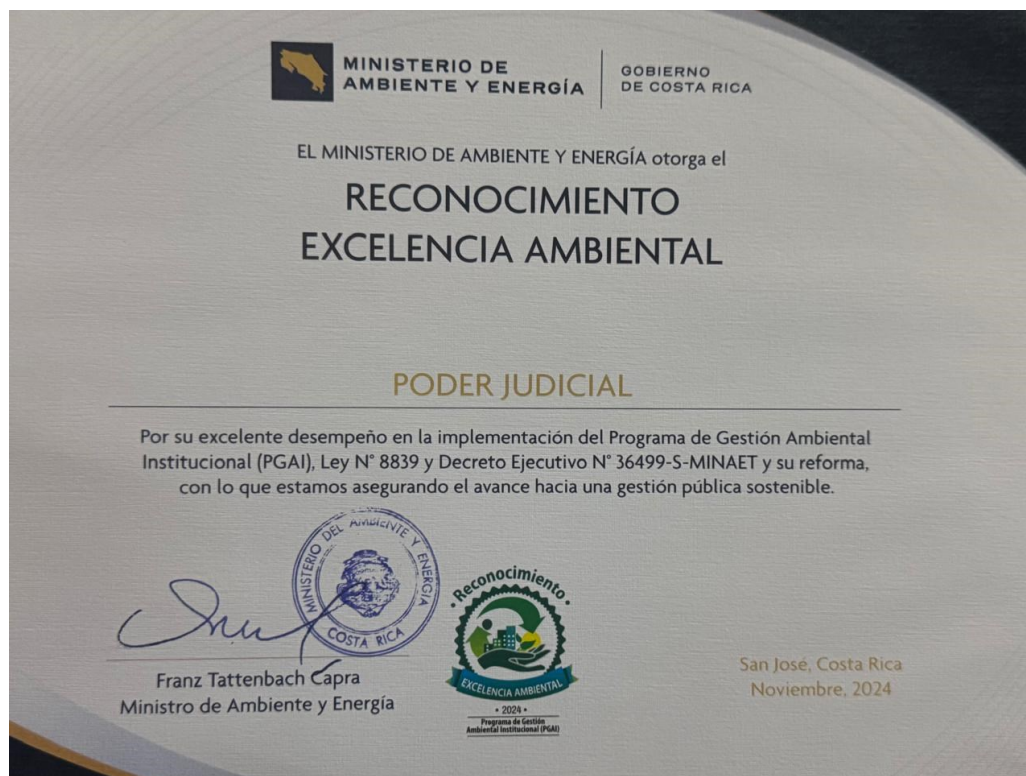 MINISTERIO DE
AMBIENTE Y ENERGÍA
GOBIERNO
DE COSTA RICA
EL MINISTERIO DE AMBIENTE Y ENERGÍA otorga el
RECONOCIMIENTO
EXCELENCIA AMBIENTAL
PODER JUDICIAL
Por su excelente desempeño en la implementación del Programa de Gestión Ambiental
Institucional (PGAI), Ley N° 8839 y Decreto Ejecutivo N° 36499-S-MINAET y su reforma,
con lo que estamos asegurando el avance hacia una gestión pública sostenible.
MINISTERIO DEL AMBIENTE Y ENERGIA
COSTA RICA
Franz Tattenbach Capra
Ministro de Ambiente y Energía
• Reconocimiento •
EXCELENCIA AMBIENTAL
• 2024 •
Programa de Gestión
Ambiental Institucional (PGAI)
San José, Costa Rica
Noviembre, 2024